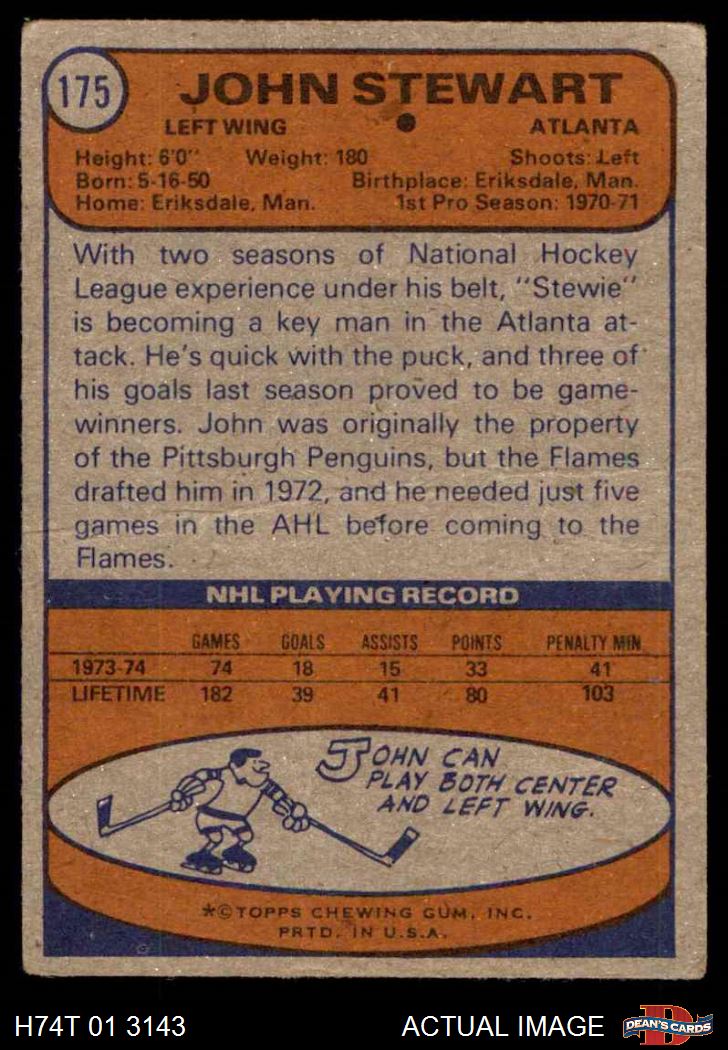 175
JOHN STEWART
LEFT WING ATLANTA
Height: 6'0" Weight: 180 Shoots: Left
Born: 5-16-50 Birthplace: Eriksdale, Man.
Home: Eriksdale, Man. 1st Pro Season: 1970-71
With two seasons of National Hockey
League experience under his belt, "Stewie"
is becoming a key man in the Atlanta at-
tack. He's quick with the puck, and three of
his goals last season proved to be game-
winners. John was originally the property
of the Pittsburgh Penguins, but the Flames
drafted him in 1972, and he needed just five
games in the AHL before coming to the
Flames.
NHL PLAYING RECORD
GAMES GOALS ASSISTS POINTS PENALTY MIN.
1973-74 74 18 15 33 41
LIFETIME 182 39 41 80 103
JOHN CAN
PLAY BOTH CENTER
AND LEFT WING.
*©TOPPS CHEWING GUM, INC.
PRTD. IN U.S.A.
H74T 01 3143 ACTUAL IMAGE DEAN'S CARDS